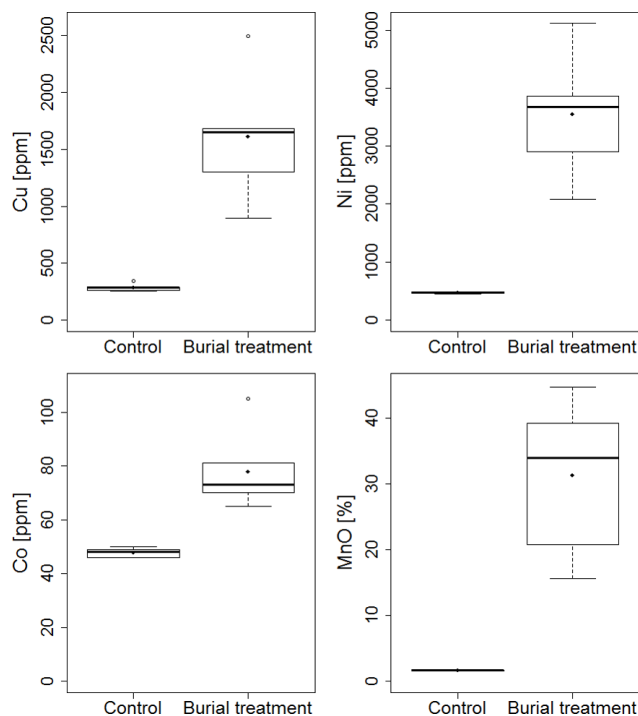 Cu [ppm]
2500
2000
1500
1000
500
0
Control Burial treatment
Ni [ppm]
5000
4000
3000
2000
1000
0
Control Burial treatment
Co [ppm]
100
80
60
40
20
0
Control Burial treatment
MnO [%]
40
30
20
10
0
Control Burial treatment